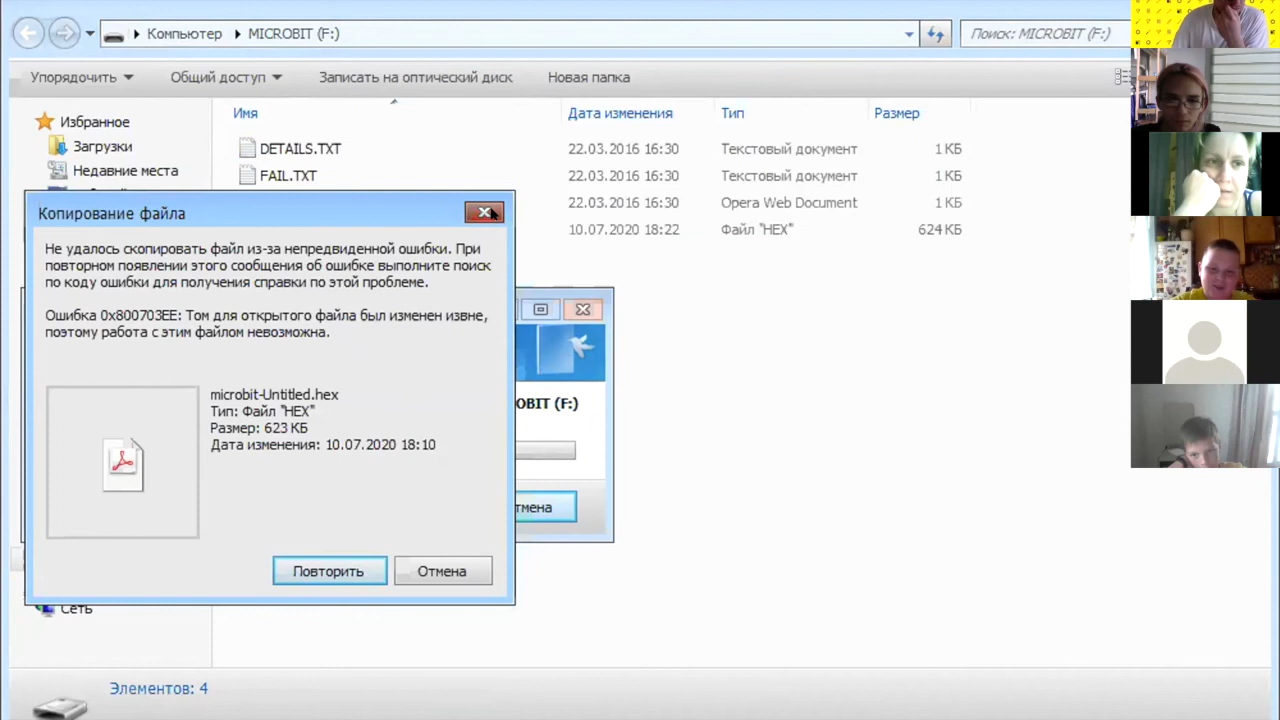 Компьютер MICROBIT (F:)
Поиск: MICROBIT (F:)
Упорядочить Общий доступ Записать на оптический диск Новая папка
Избранное
Загрузки
Недавние места
Имя Дата изменения Тип Размер
DETAILS.TXT 22.03.2016 16:30 Текстовый документ 1 КБ
FAIL.TXT 22.03.2016 16:30 Текстовый документ 1 КБ
22.03.2016 16:30 Opera Web Document 1 КБ
10.07.2020 18:22 Файл "HEX" 624 КБ
Копирование файла
Не удалось скопировать файл из-за непредвиденной ошибки. При
повторном появлении этого сообщения об ошибке выполните поиск
по коду ошибки для получения справки по этой проблеме.
Ошибка 0x800703EE: Том для открытого файла был изменен извне,
поэтому работа с этим файлом невозможна.
microbit-Untitled.hex
Тип: Файл "HEX"
Размер: 623 КБ
Дата изменения: 10.07.2020 18:10
Повторить Отмена
OBIT (F:)
тмена
Сеть
Элементов: 4